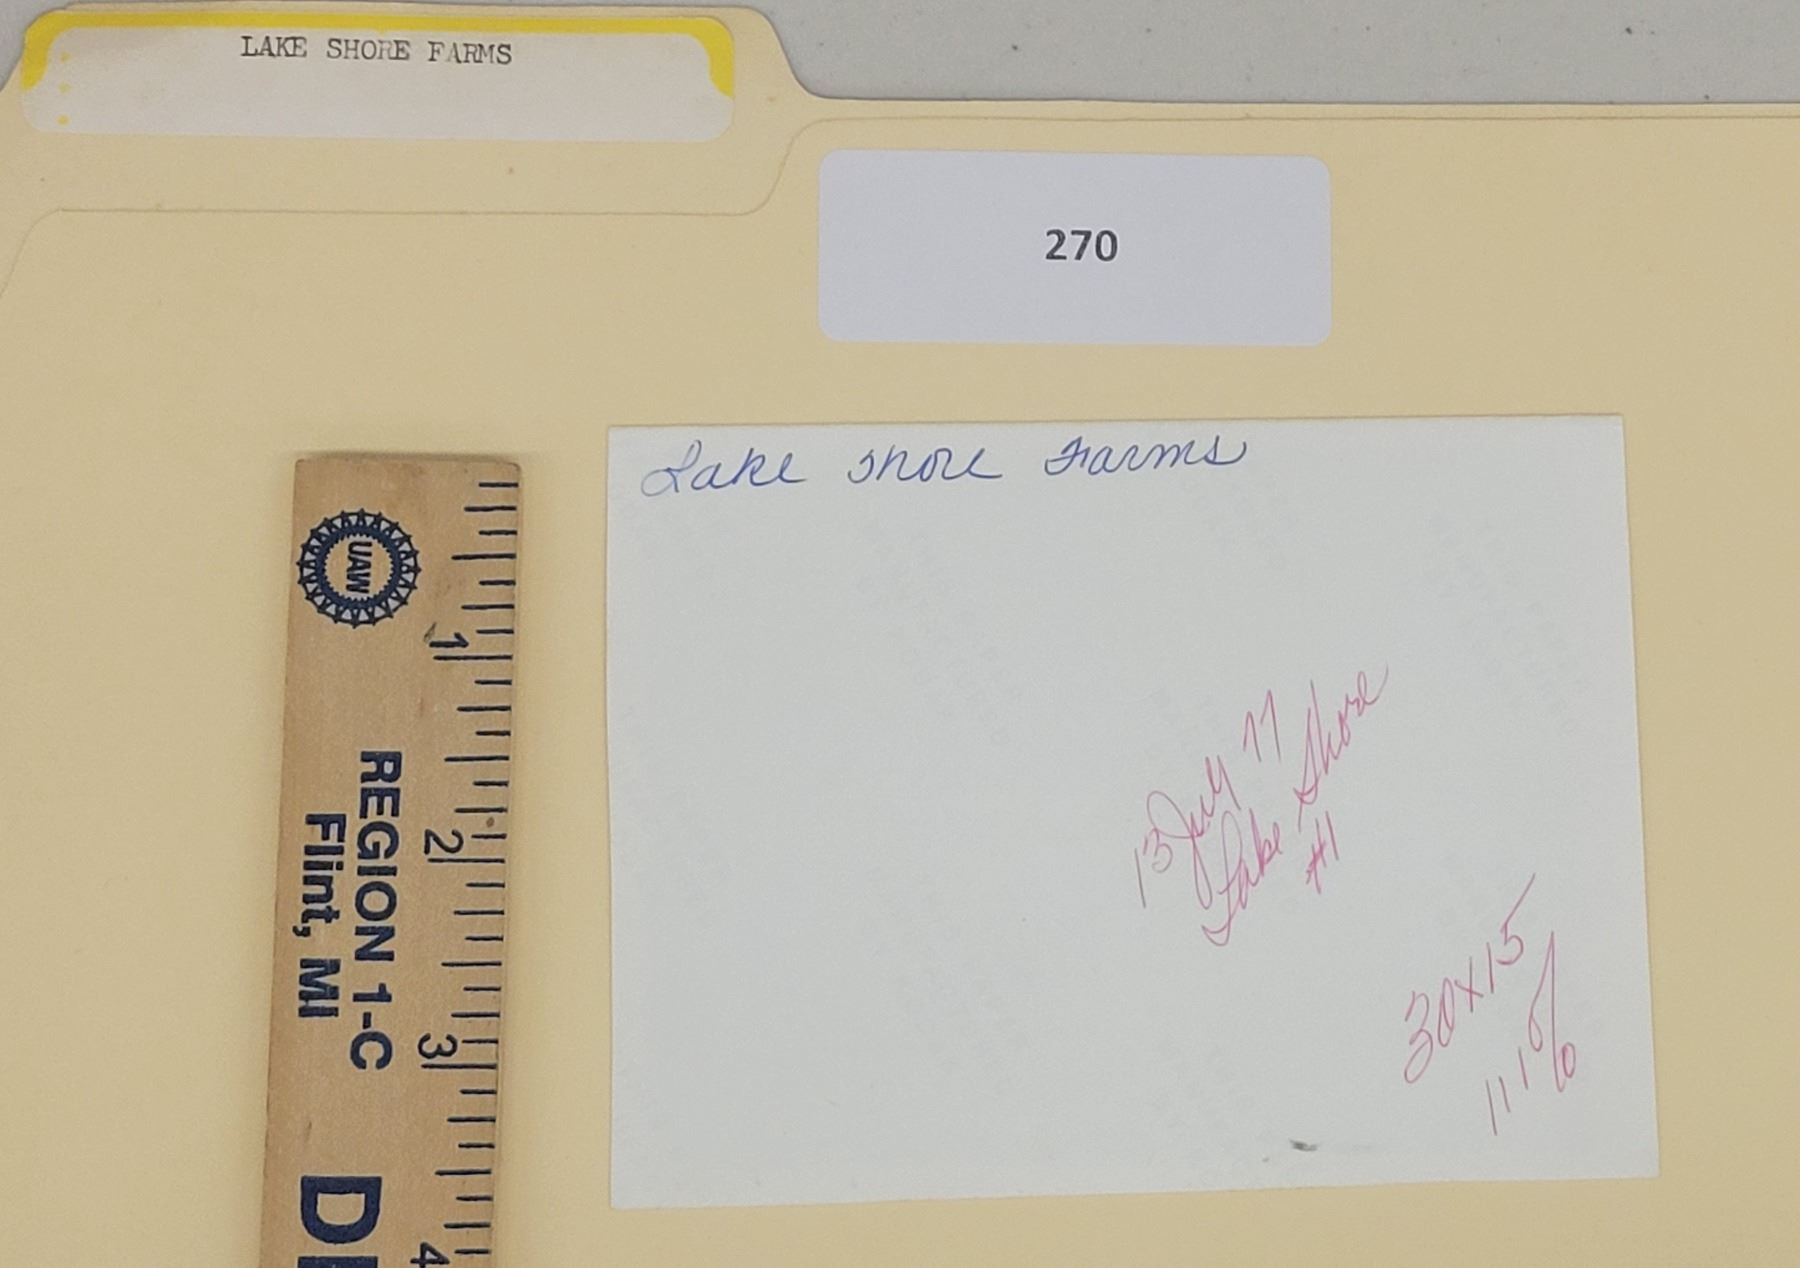 LAKE SHORE FARMS
270
Lake Shore Farms
13 July 77
Lake Shore
#1
30x15
11 1 %
UAW
REGION 1-C
Flint, MI
1
2
3
4